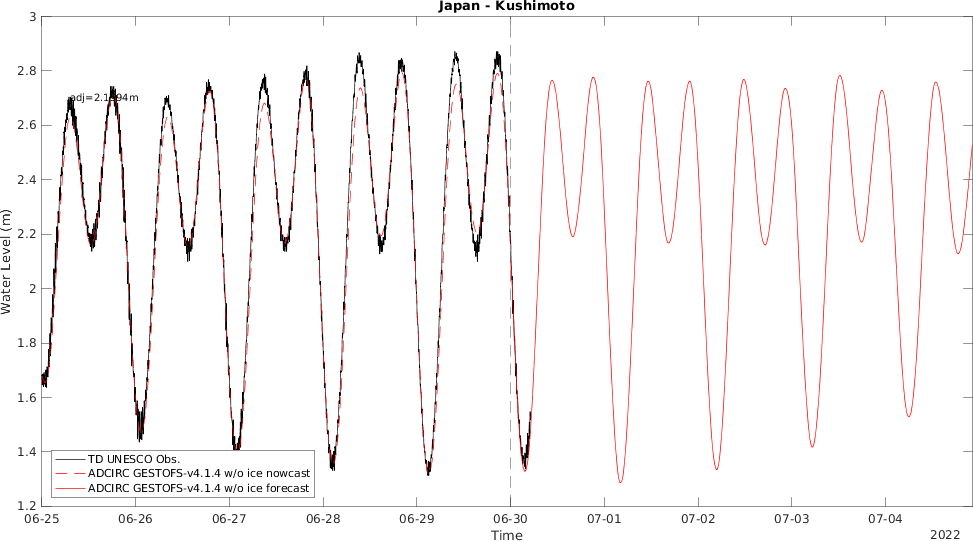 Japan - Kushimoto
3
2.8
2.6
2.4
2.2
2
1.8
1.6
1.4
1.2
Water Level (m)
TD UNESCO Obs.
ADCIRC GESTOFS-v4.1.4 w/o ice nowcast
ADCIRC GESTOFS-v4.1.4 w/o ice forecast
06-25 06-26 06-27 06-28 06-29 06-30 07-01 07-02 07-03 07-04
Time
2022